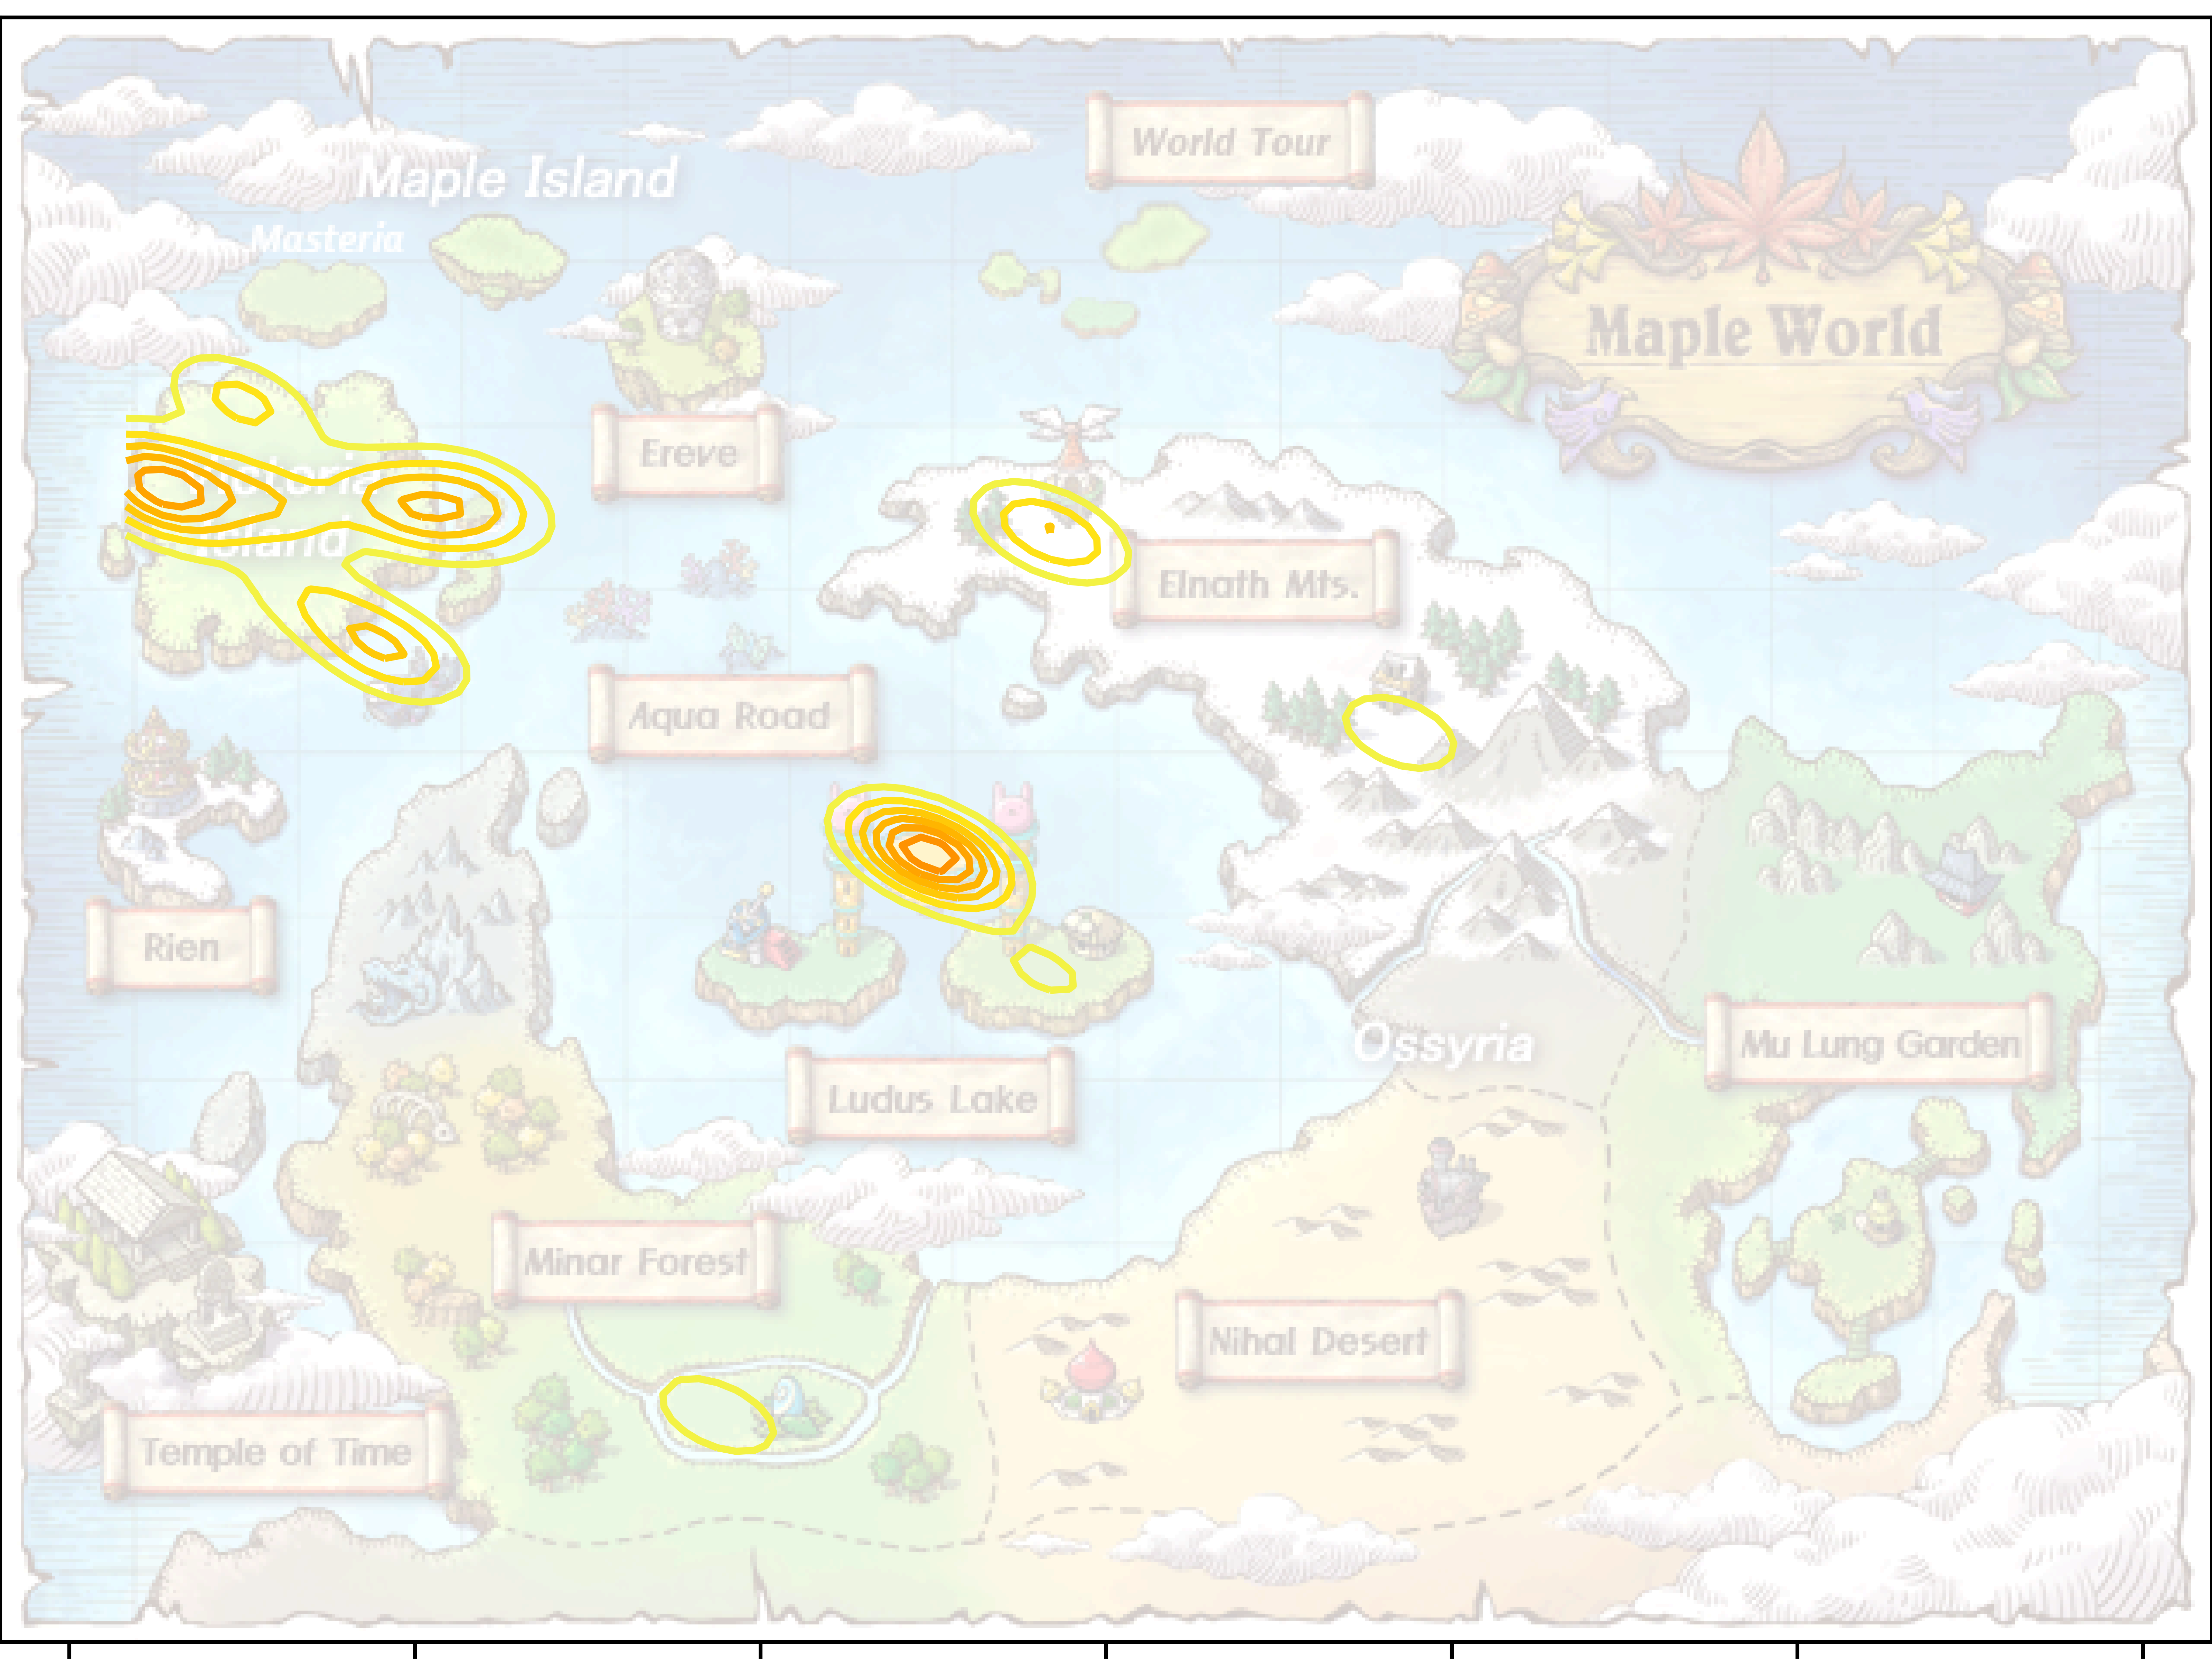 World Tour
Maple Island
Masteria
Maple World
Ereve
Island
Elnath Mts.
Aqua Road
Rien
Ossyria
Mu Lung Garden
Ludus Lake
Minar Forest
Nihal Desert
Temple of Time